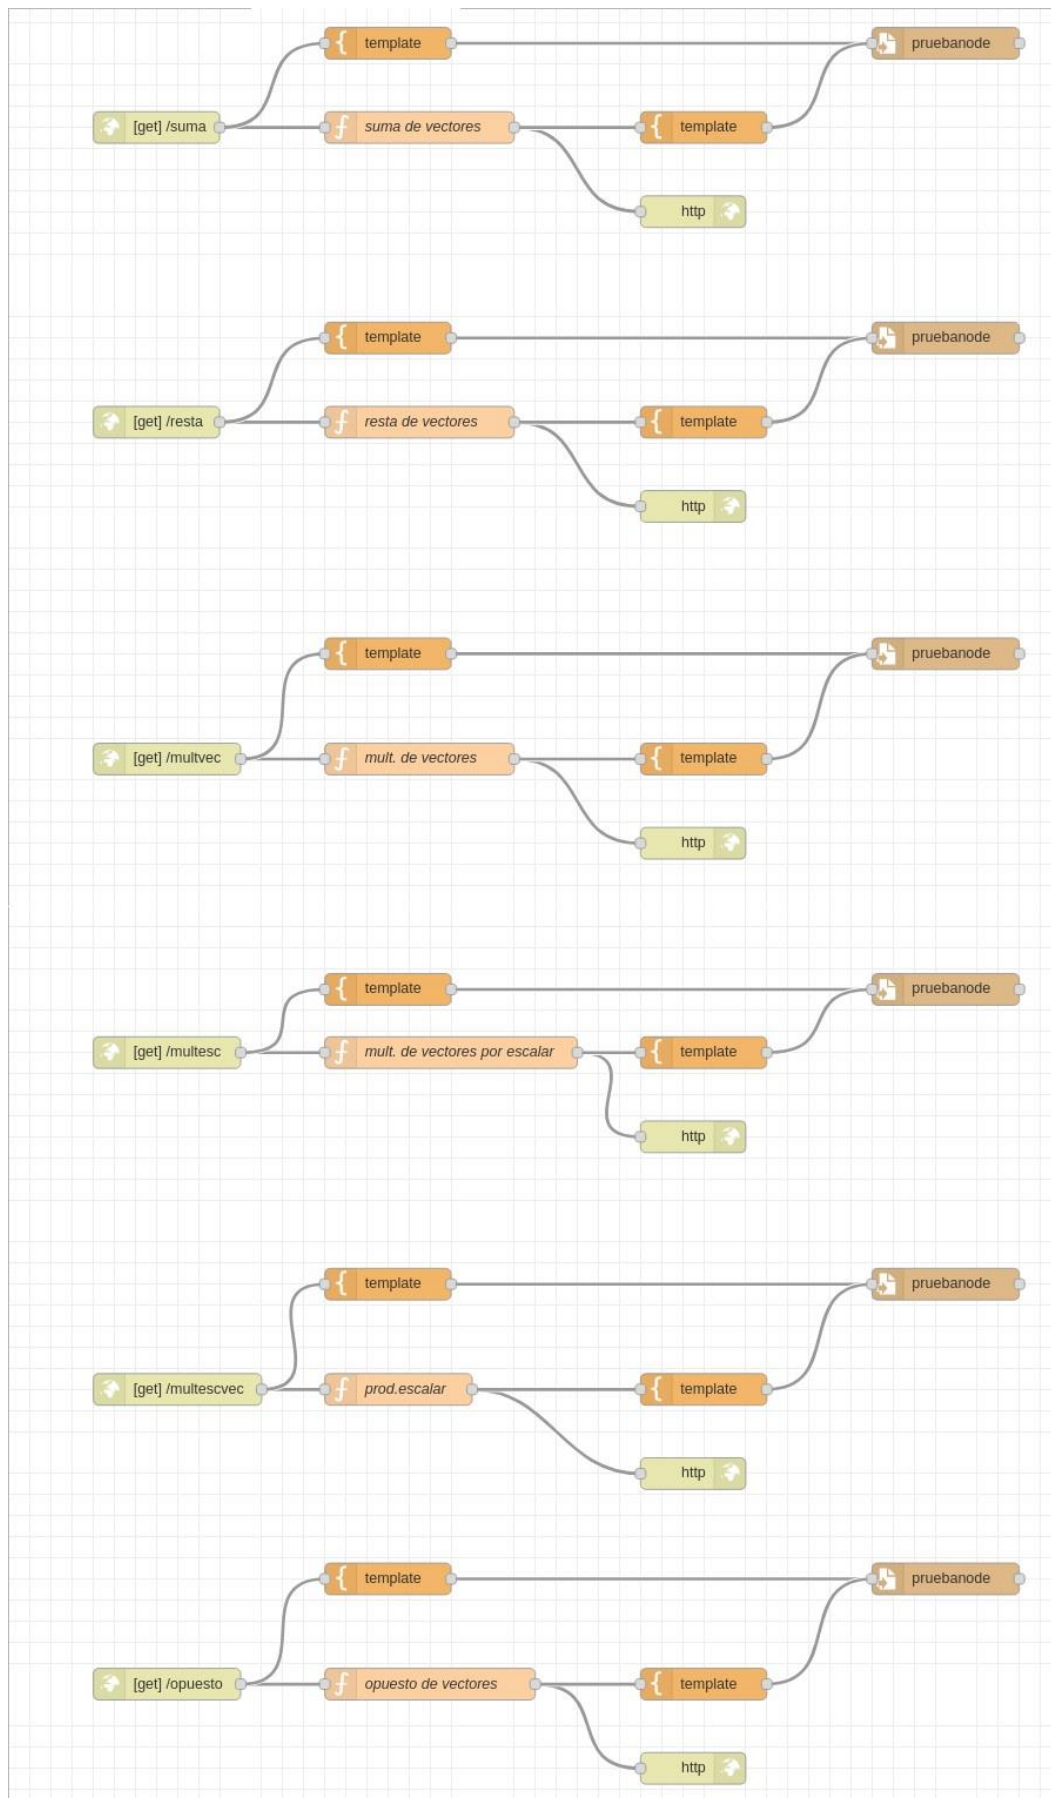 template
pruebanode
[get] /suma
suma de vectores
template
http
template
pruebanode
[get] /resta
resta de vectores
template
http
template
pruebanode
[get] /multvec
mult. de vectores
template
http
template
pruebanode
[get] /multesc
mult. de vectores por escalar
template
http
template
pruebanode
[get] /multescvec
prod.escalar
template
http
template
pruebanode
[get] /opuesto
opuesto de vectores
template
http